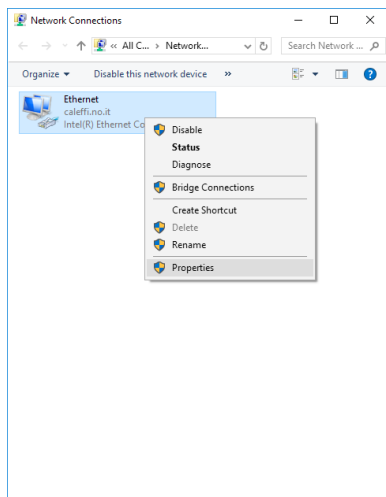 Network Connections
« All C... › Network...
Search Network ...
Organize
Disable this network device
»
Ethernet
caleffi.no.it
Intel(R) Ethernet Co
Disable
Status
Diagnose
Bridge Connections
Create Shortcut
Delete
Rename
Properties